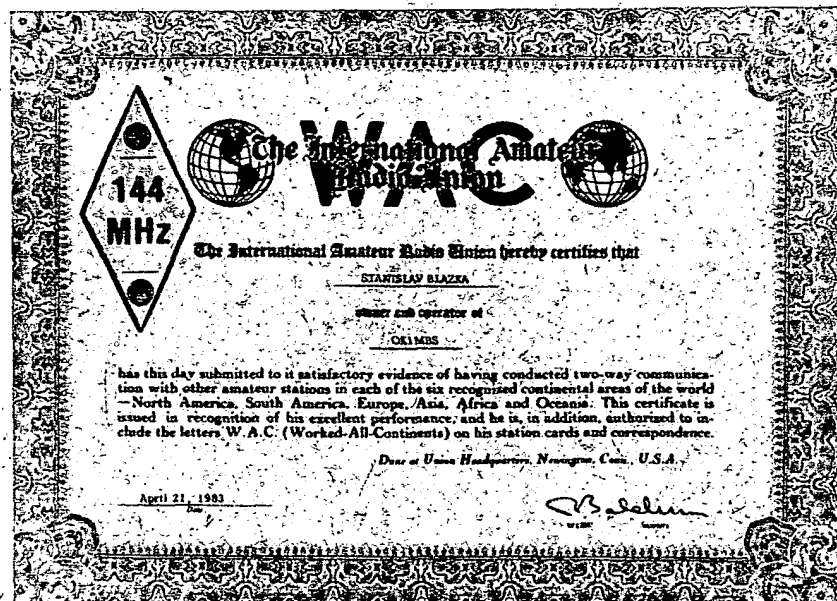 144
MHz
WAC
The International Amateur
Radio Union
The International Amateur Radio Union hereby certifies that
STANISLAV BLAZKA
owner and operator of
OK1MBS
has this day submitted to it satisfactory evidence of having conducted two-way communica-
tion with other amateur stations in each of the six recognized continental areas of the world
—North America, South America, Europe, Asia, Africa and Oceania. This certificate is
issued in recognition of his excellent performance, and he is, in addition, authorized to in-
clude the letters W.A.C. (Worked-All-Continents) on his station cards and correspondence.
Done at Union Headquarters, Newington, Conn., U.S.A.
April 21, 1983
Date